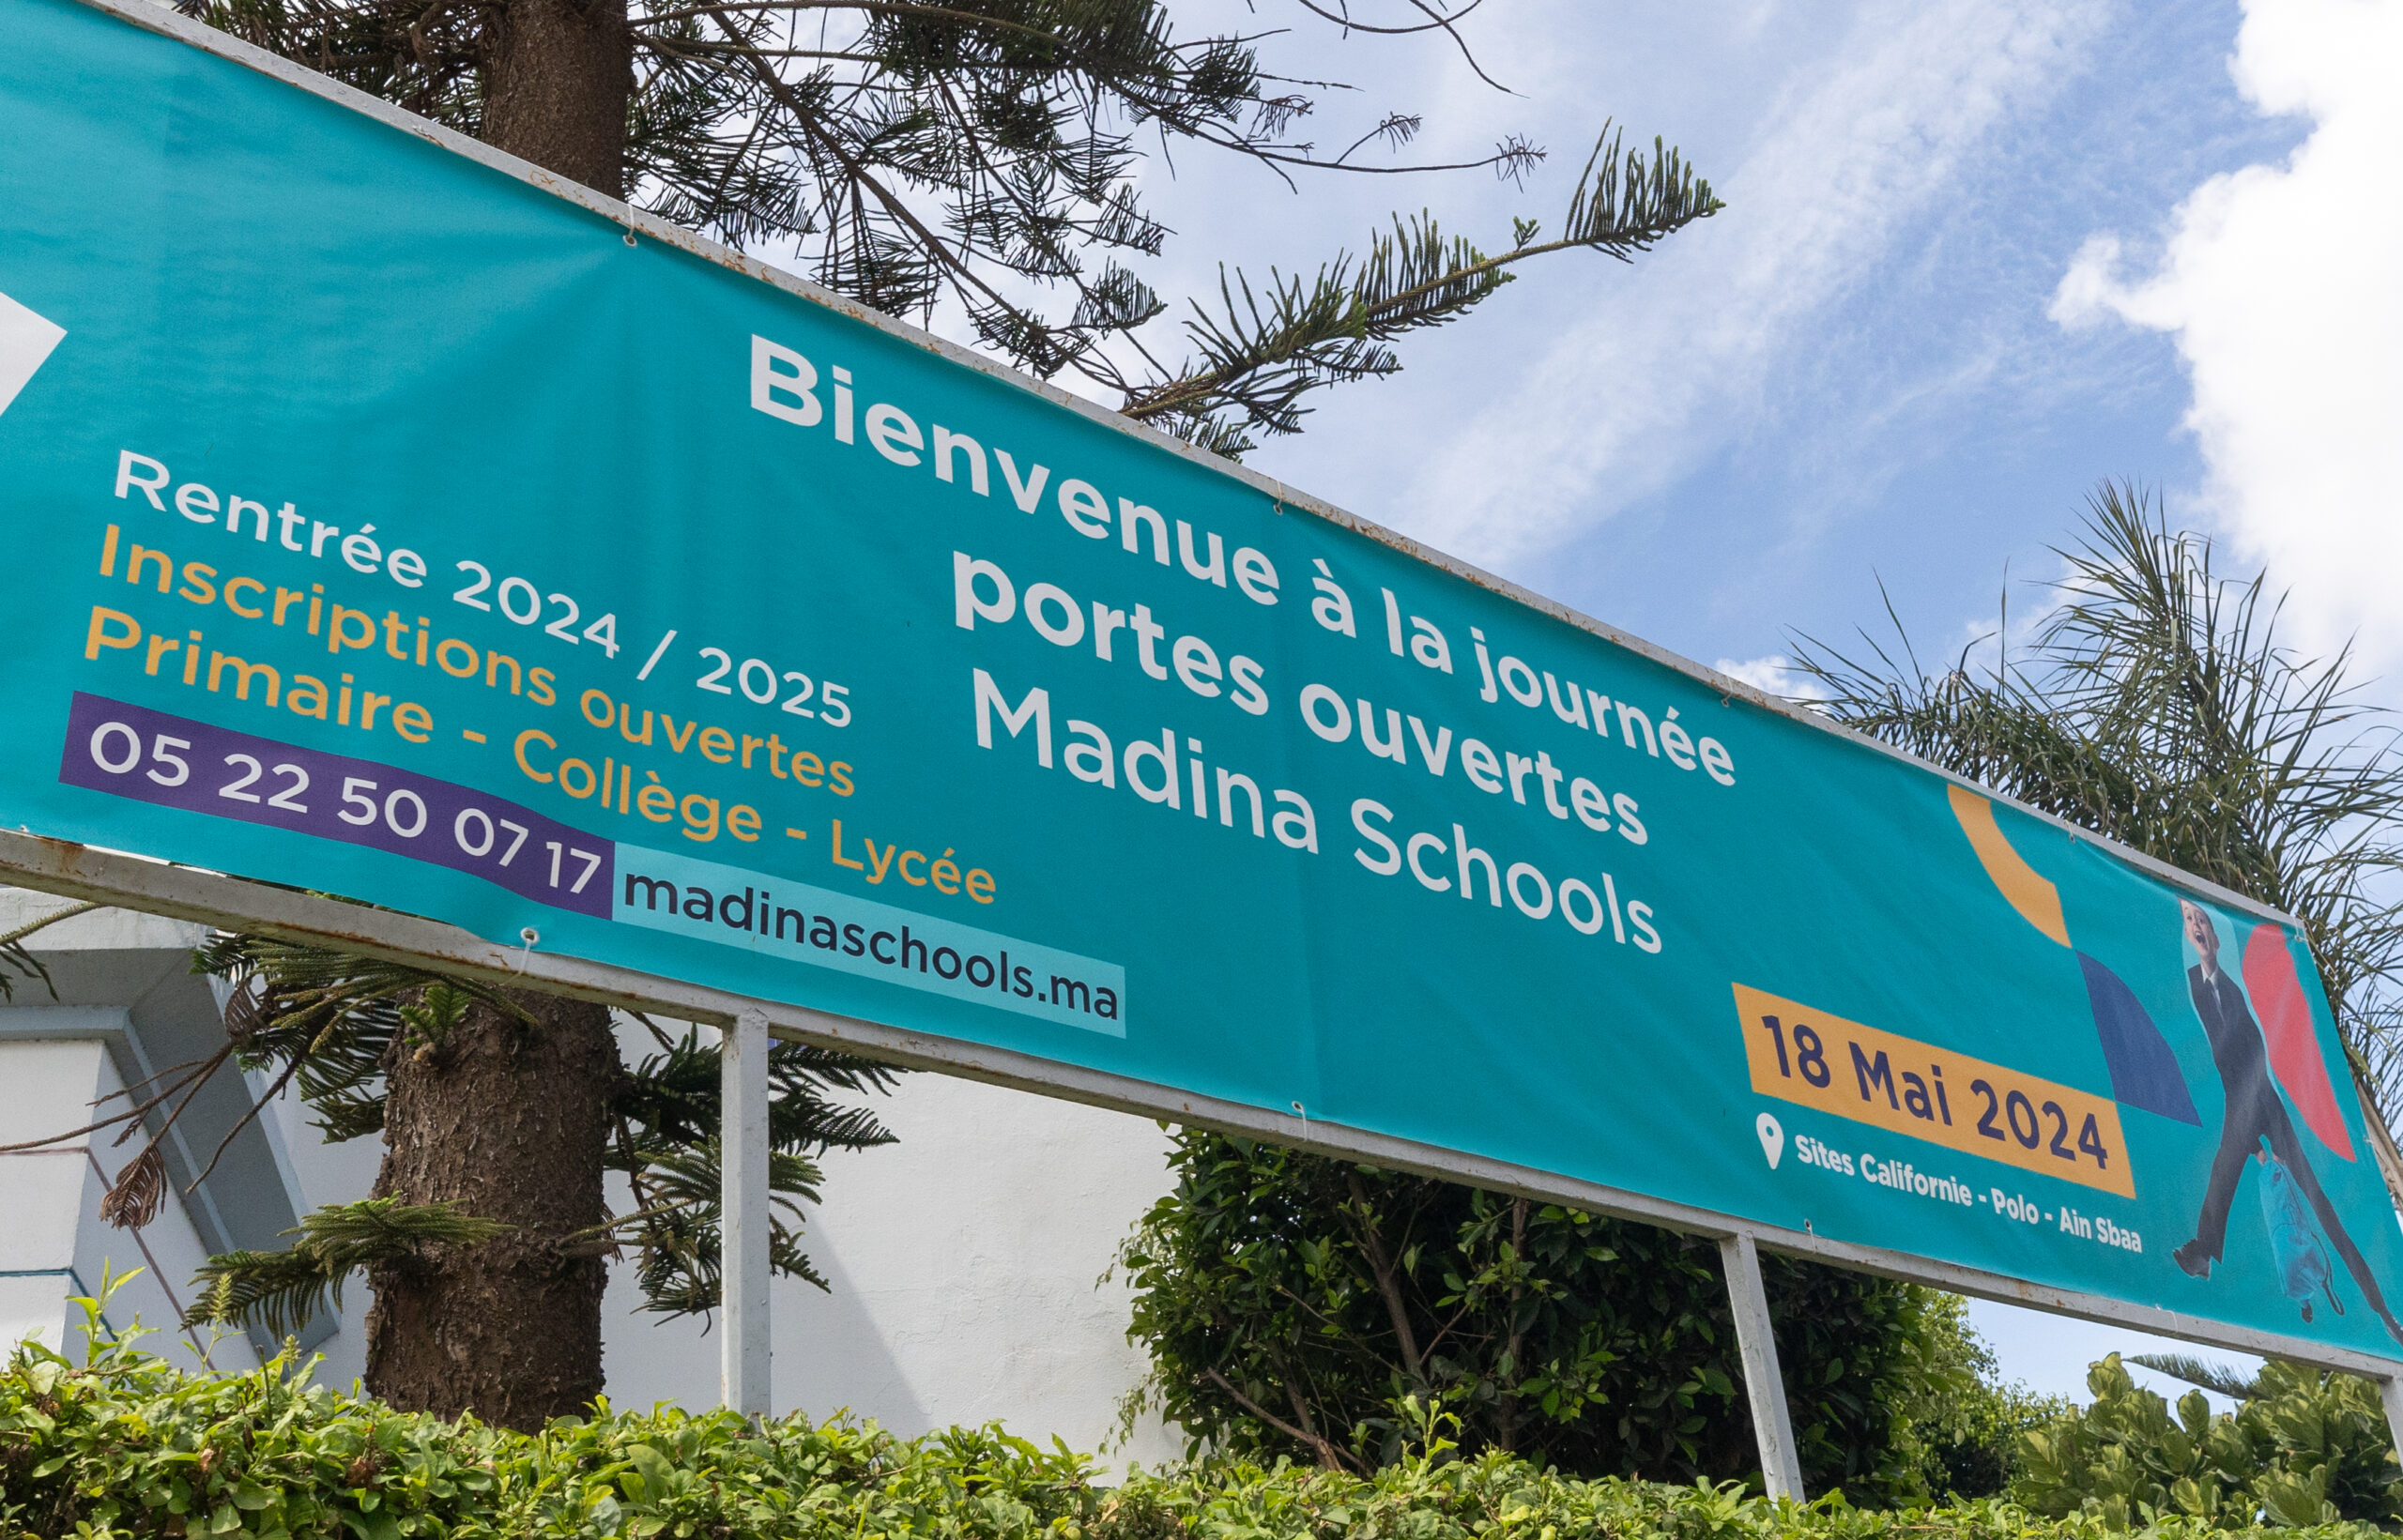 Rentrée 2024 / 2025
Inscriptions ouvertes
Primaire - Collège - Lycée
05 22 50 07 17
madinaschools.ma
Bienvenue à la journée
portes ouvertes
Madina Schools
18 Mai 2024
Sites Californie - Polo - Ain Sbaa